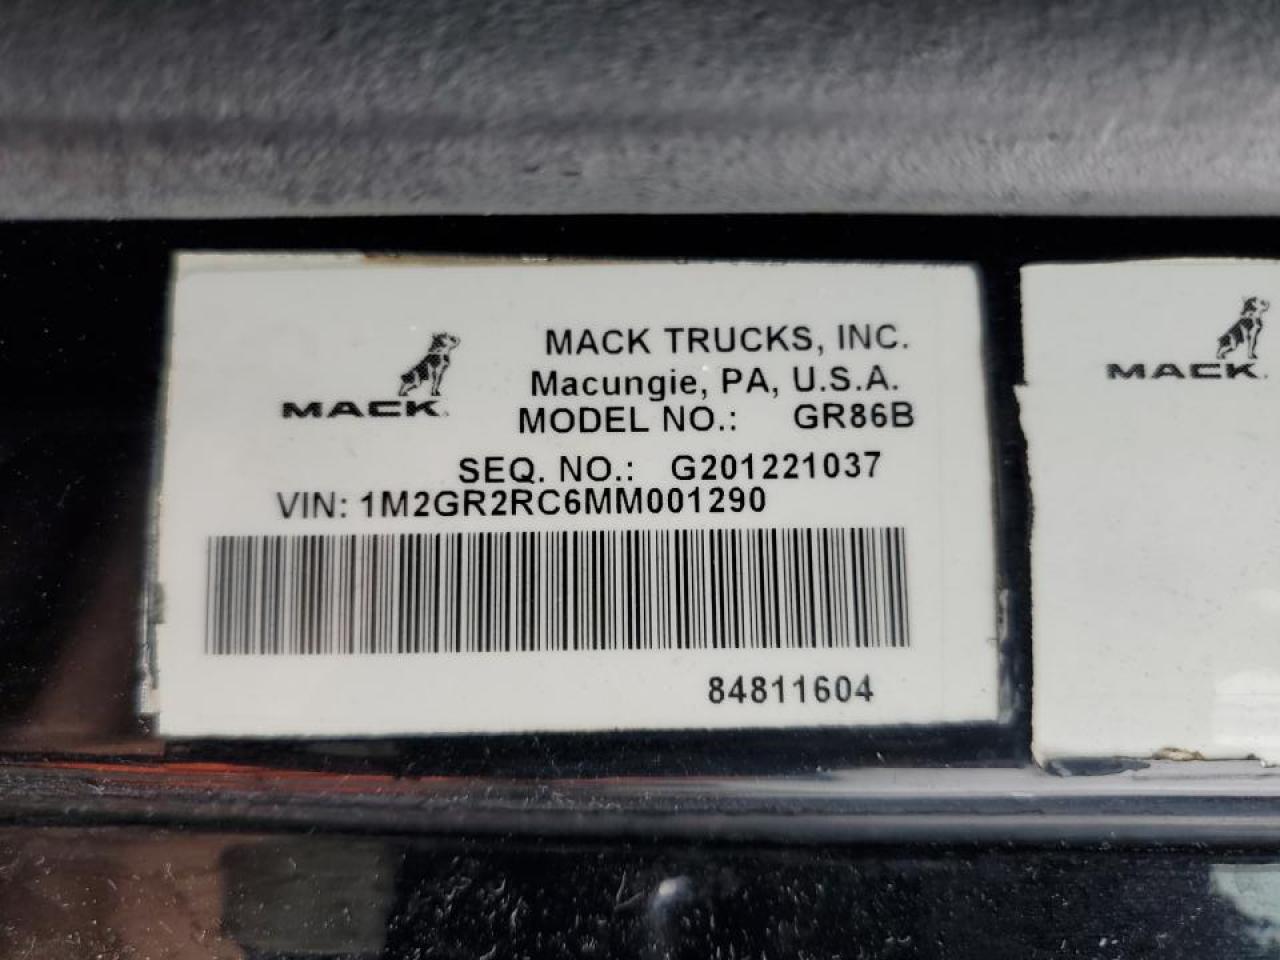 MACK TRUCKS, INC.
Macungie, PA, U.S.A.
MACK
MODEL NO.: GR86B
SEQ. NO.: G201221037
VIN: 1M2GR2RC6MM001290
84811604
MACK